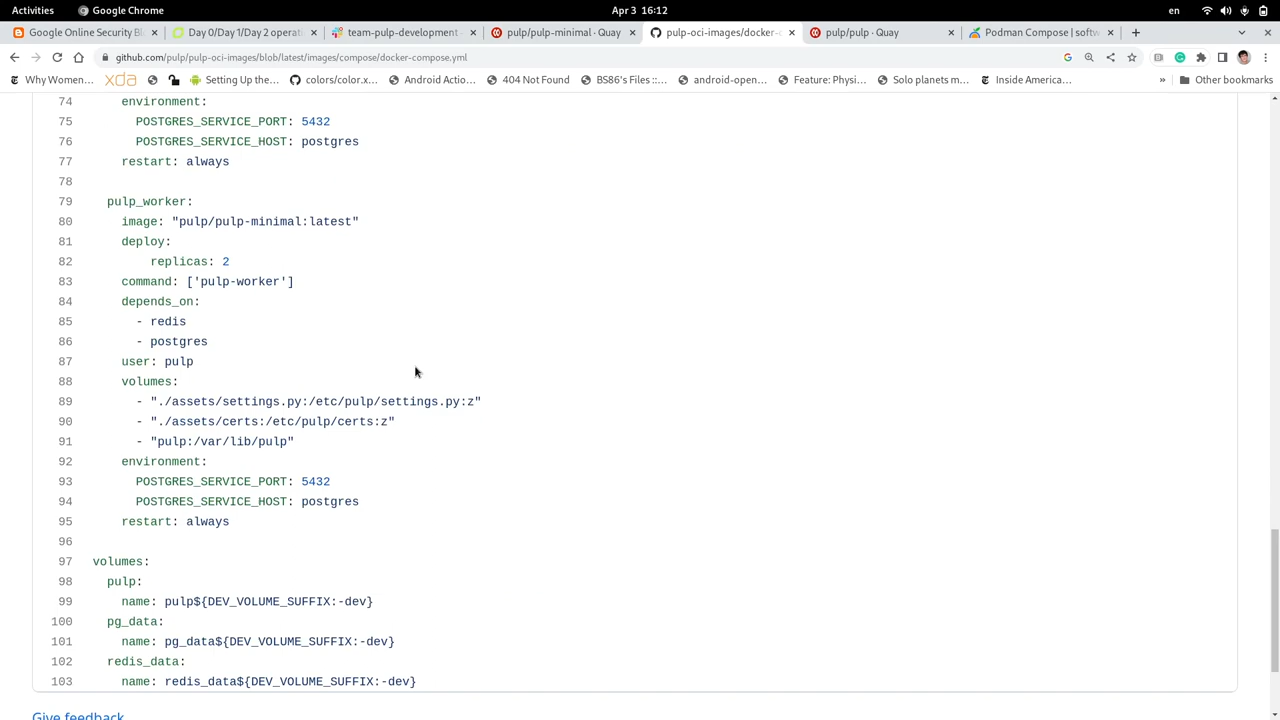 Activities Google Chrome Apr 3 16:12 en
Google Online Security Bl
Day 0/Day 1/Day 2 operati
team-pulp-development -
pulp/pulp-minimal · Quay
pulp-oci-images/docker-c
pulp/pulp · Quay
Podman Compose | softw
github.com/pulp/pulp-oci-images/blob/latest/images/compose/docker-compose.yml
Why Women…
xda
Setting Up the…
colors/color.x…
Android Actio…
404 Not Found
BS86's Files ::…
android-open…
Feature: Physi…
Solo planets m…
Inside America…
» Other bookmarks
74 environment:
75 POSTGRES_SERVICE_PORT: 5432
76 POSTGRES_SERVICE_HOST: postgres
77 restart: always
78
79 pulp_worker:
80 image: "pulp/pulp-minimal:latest"
81 deploy:
82 replicas: 2
83 command: ['pulp-worker']
84 depends_on:
85 - redis
86 - postgres
87 user: pulp
88 volumes:
89 - "./assets/settings.py:/etc/pulp/settings.py:z"
90 - "./assets/certs:/etc/pulp/certs:z"
91 - "pulp:/var/lib/pulp"
92 environment:
93 POSTGRES_SERVICE_PORT: 5432
94 POSTGRES_SERVICE_HOST: postgres
95 restart: always
96
97 volumes:
98 pulp:
99 name: pulp${DEV_VOLUME_SUFFIX:-dev}
100 pg_data:
101 name: pg_data${DEV_VOLUME_SUFFIX:-dev}
102 redis_data:
103 name: redis_data${DEV_VOLUME_SUFFIX:-dev}
Give feedback